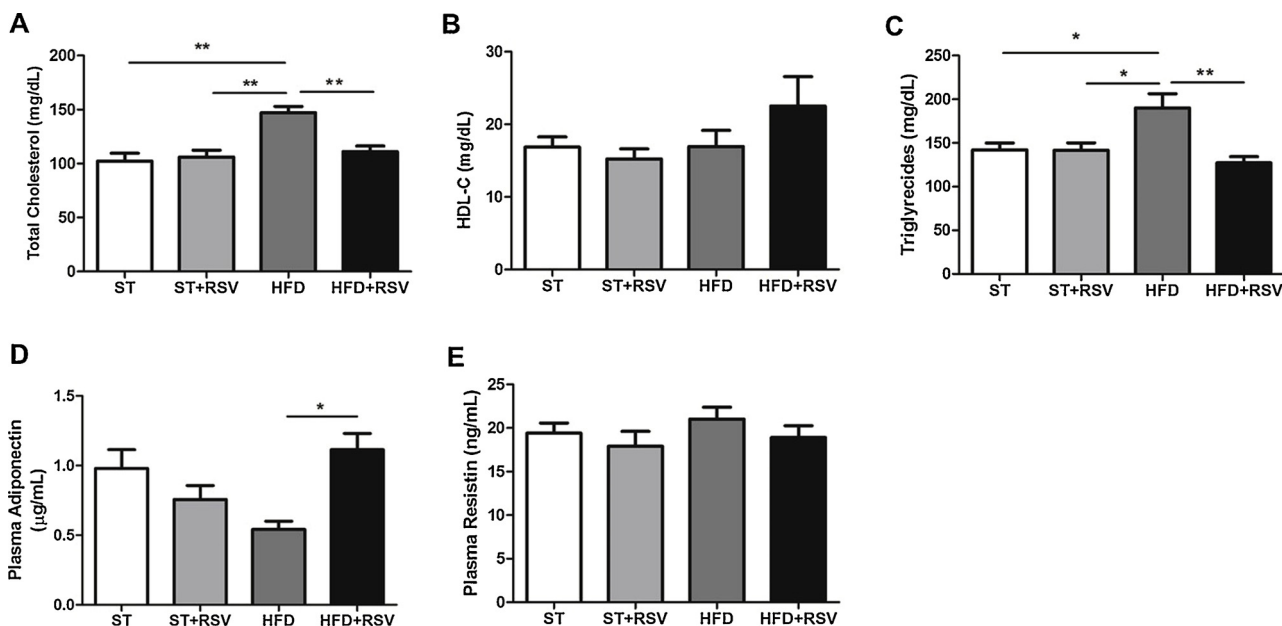 A
Total Cholesterol (mg/dL)
200
150
100
50
0
**
**
**
ST
ST+RSV
HFD
HFD+RSV
B
HDL-C (mg/dL)
30
20
10
0
ST
ST+RSV
HFD
HFD+RSV
C
Triglyrecides (mg/dL)
250
200
150
100
50
0
*
*
**
ST
ST+RSV
HFD
HFD+RSV
D
Plasma Adiponectin
(µg/mL)
1.5
1.0
0.5
0.0
*
ST
ST+RSV
HFD
HFD+RSV
E
Plasma Resistin (ng/mL)
25
20
15
10
5
0
ST
ST+RSV
HFD
HFD+RSV